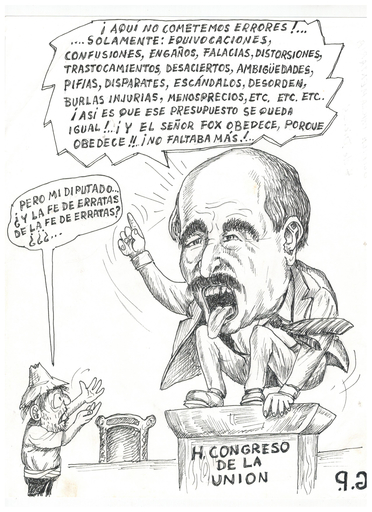 ¡ AQUÍ NO COMETEMOS ERRORES !...
....SOLAMENTE: EQUIVOCACIONES,
CONFUSIONES, ENGAÑOS, FALACIAS, DISTORSIONES,
TRASTOCAMIENTOS, DESACIERTOS, AMBIGÜEDADES,
PIFIAS, DISPARATES, ESCÁNDALOS, DESORDEN,
BURLAS INJURIAS, MENOSPRECIOS, ETC, ETC. ETC.
¡ ASÍ ES QUE ESE PRESUPUESTO SE QUEDA
IGUAL !..¡ Y EL SEÑOR FOX OBEDECE, PORQUE
OBEDECE !! ¡ NO FALTABA MÁS !...
PERO MI DIPUTADO...
¿Y LA FE DE ERRATAS
DE LA FE DE ERRATAS?
¿¿¿...
H. CONGRESO
DE LA
UNION